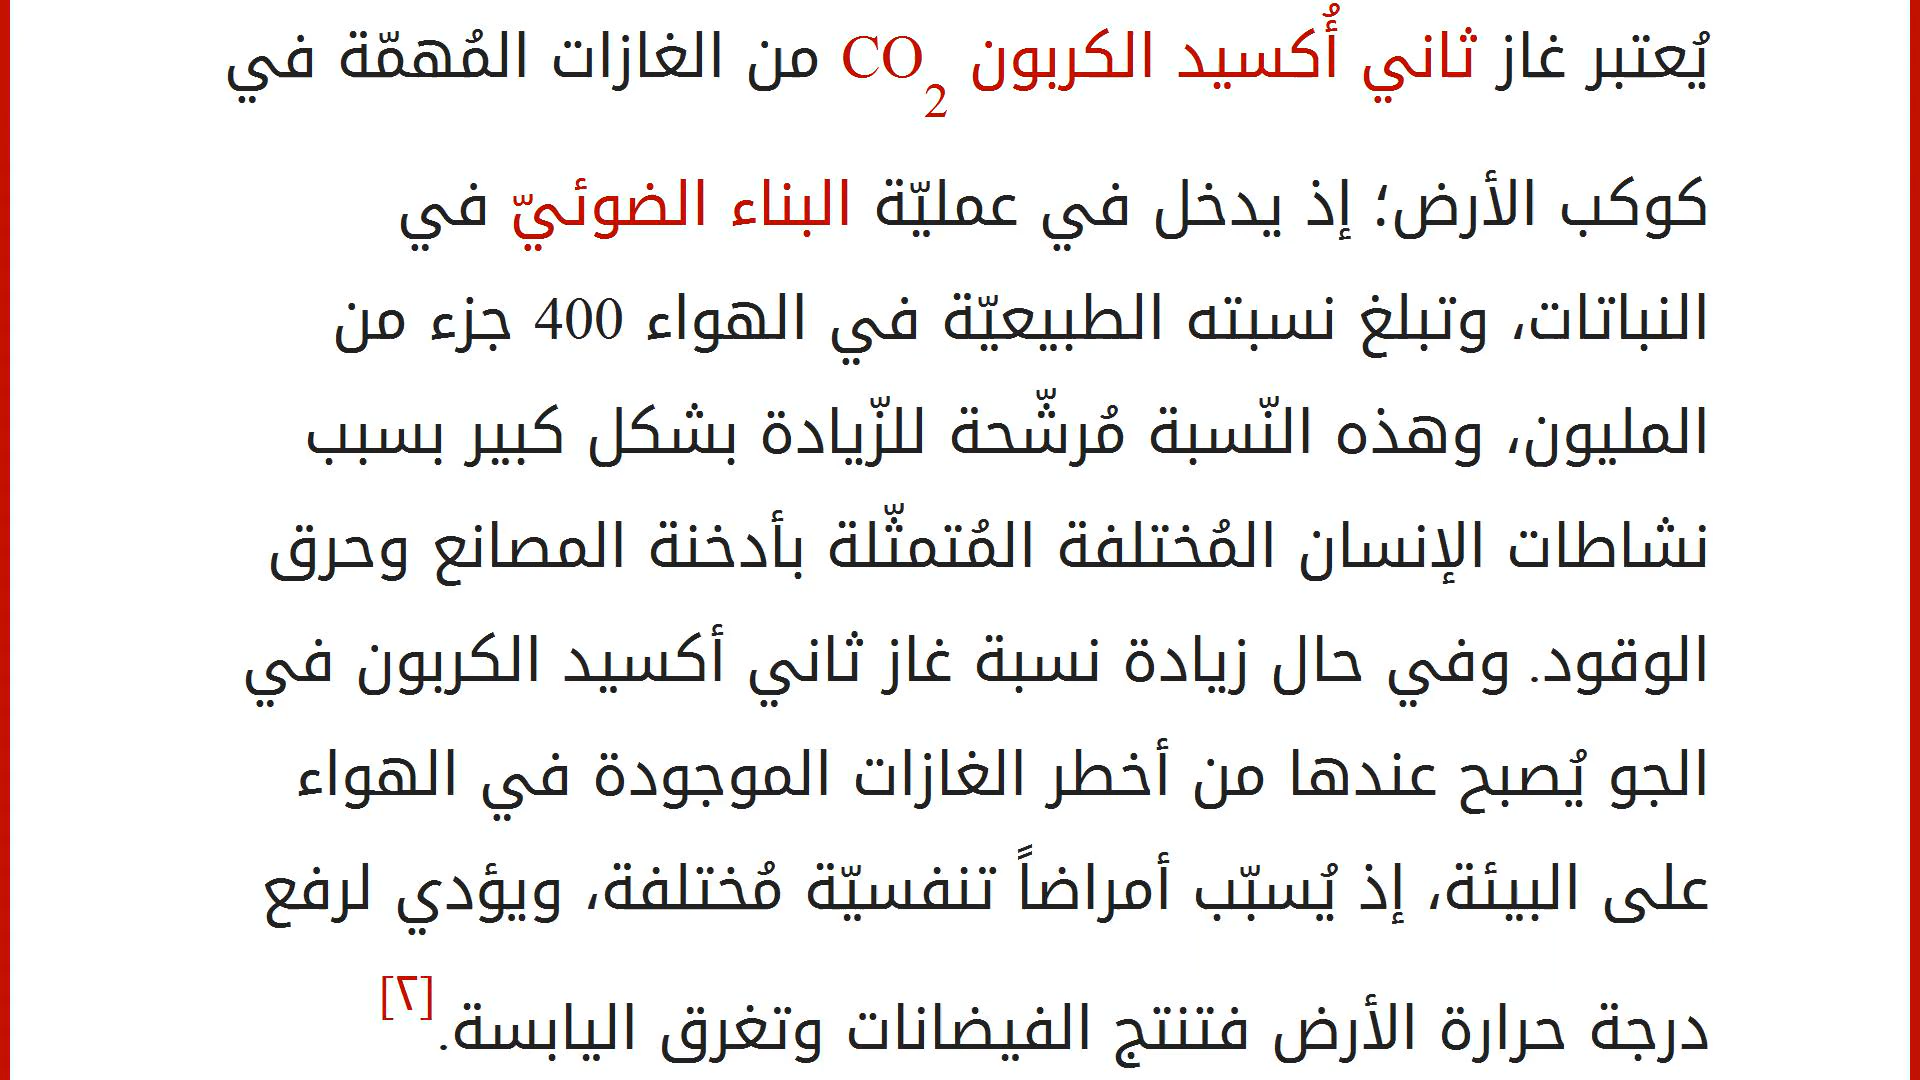 يُعتبر غاز ثاني أُكسيد الكربون CO2 من الغازات المُهمّة في
كوكب الأرض؛ إذ يدخل في عمليّة البناء الضوئيّ في
النباتات، وتبلغ نسبته الطبيعيّة في الهواء 400 جزء من
المليون، وهذه النّسبة مُرشّحة للزّيادة بشكل كبير بسبب
نشاطات الإنسان المُختلفة المُتمثّلة بأدخنة المصانع وحرق
الوقود. وفي حال زيادة نسبة غاز ثاني أكسيد الكربون في
الجو يُصبح عندها من أخطر الغازات الموجودة في الهواء
على البيئة، إذ يُسبّب أمراضاً تنفسيّة مُختلفة، ويؤدي لرفع
درجة حرارة الأرض فتنتج الفيضانات وتغرق اليابسة.[٢]